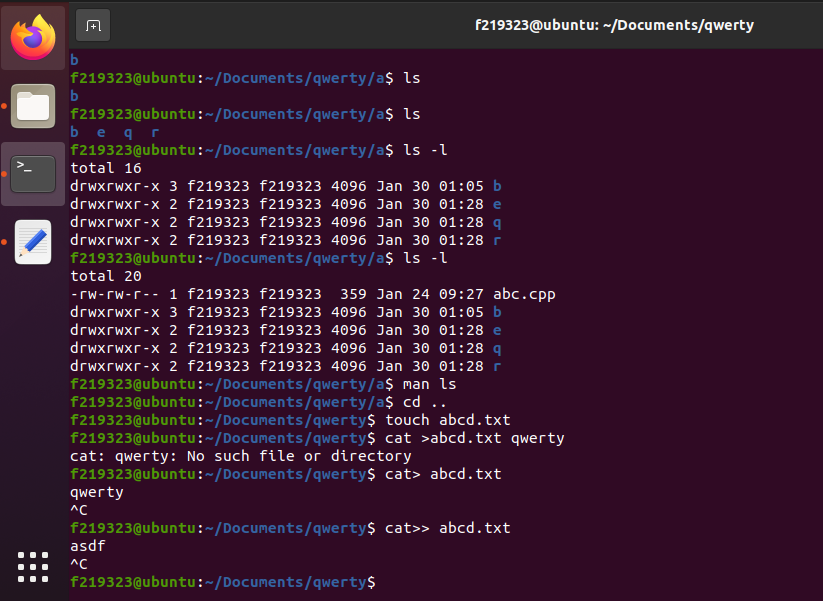 f219323@ubuntu: ~/Documents/qwerty
b
f219323@ubuntu:~/Documents/qwerty/a$ ls
b
f219323@ubuntu:~/Documents/qwerty/a$ ls
b  e  q  r
f219323@ubuntu:~/Documents/qwerty/a$ ls -l
total 16
drwxrwxr-x 3 f219323 f219323 4096 Jan 30 01:05 b
drwxrwxr-x 2 f219323 f219323 4096 Jan 30 01:28 e
drwxrwxr-x 2 f219323 f219323 4096 Jan 30 01:28 q
drwxrwxr-x 2 f219323 f219323 4096 Jan 30 01:28 r
f219323@ubuntu:~/Documents/qwerty/a$ ls -l
total 20
-rw-rw-r-- 1 f219323 f219323  359 Jan 24 09:27 abc.cpp
drwxrwxr-x 3 f219323 f219323 4096 Jan 30 01:05 b
drwxrwxr-x 2 f219323 f219323 4096 Jan 30 01:28 e
drwxrwxr-x 2 f219323 f219323 4096 Jan 30 01:28 q
drwxrwxr-x 2 f219323 f219323 4096 Jan 30 01:28 r
f219323@ubuntu:~/Documents/qwerty/a$ man ls
f219323@ubuntu:~/Documents/qwerty/a$ cd ..
f219323@ubuntu:~/Documents/qwerty$ touch abcd.txt
f219323@ubuntu:~/Documents/qwerty$ cat >abcd.txt qwerty
cat: qwerty: No such file or directory
f219323@ubuntu:~/Documents/qwerty$ cat> abcd.txt
qwerty
^C
f219323@ubuntu:~/Documents/qwerty$ cat>> abcd.txt
asdf
^C
f219323@ubuntu:~/Documents/qwerty$